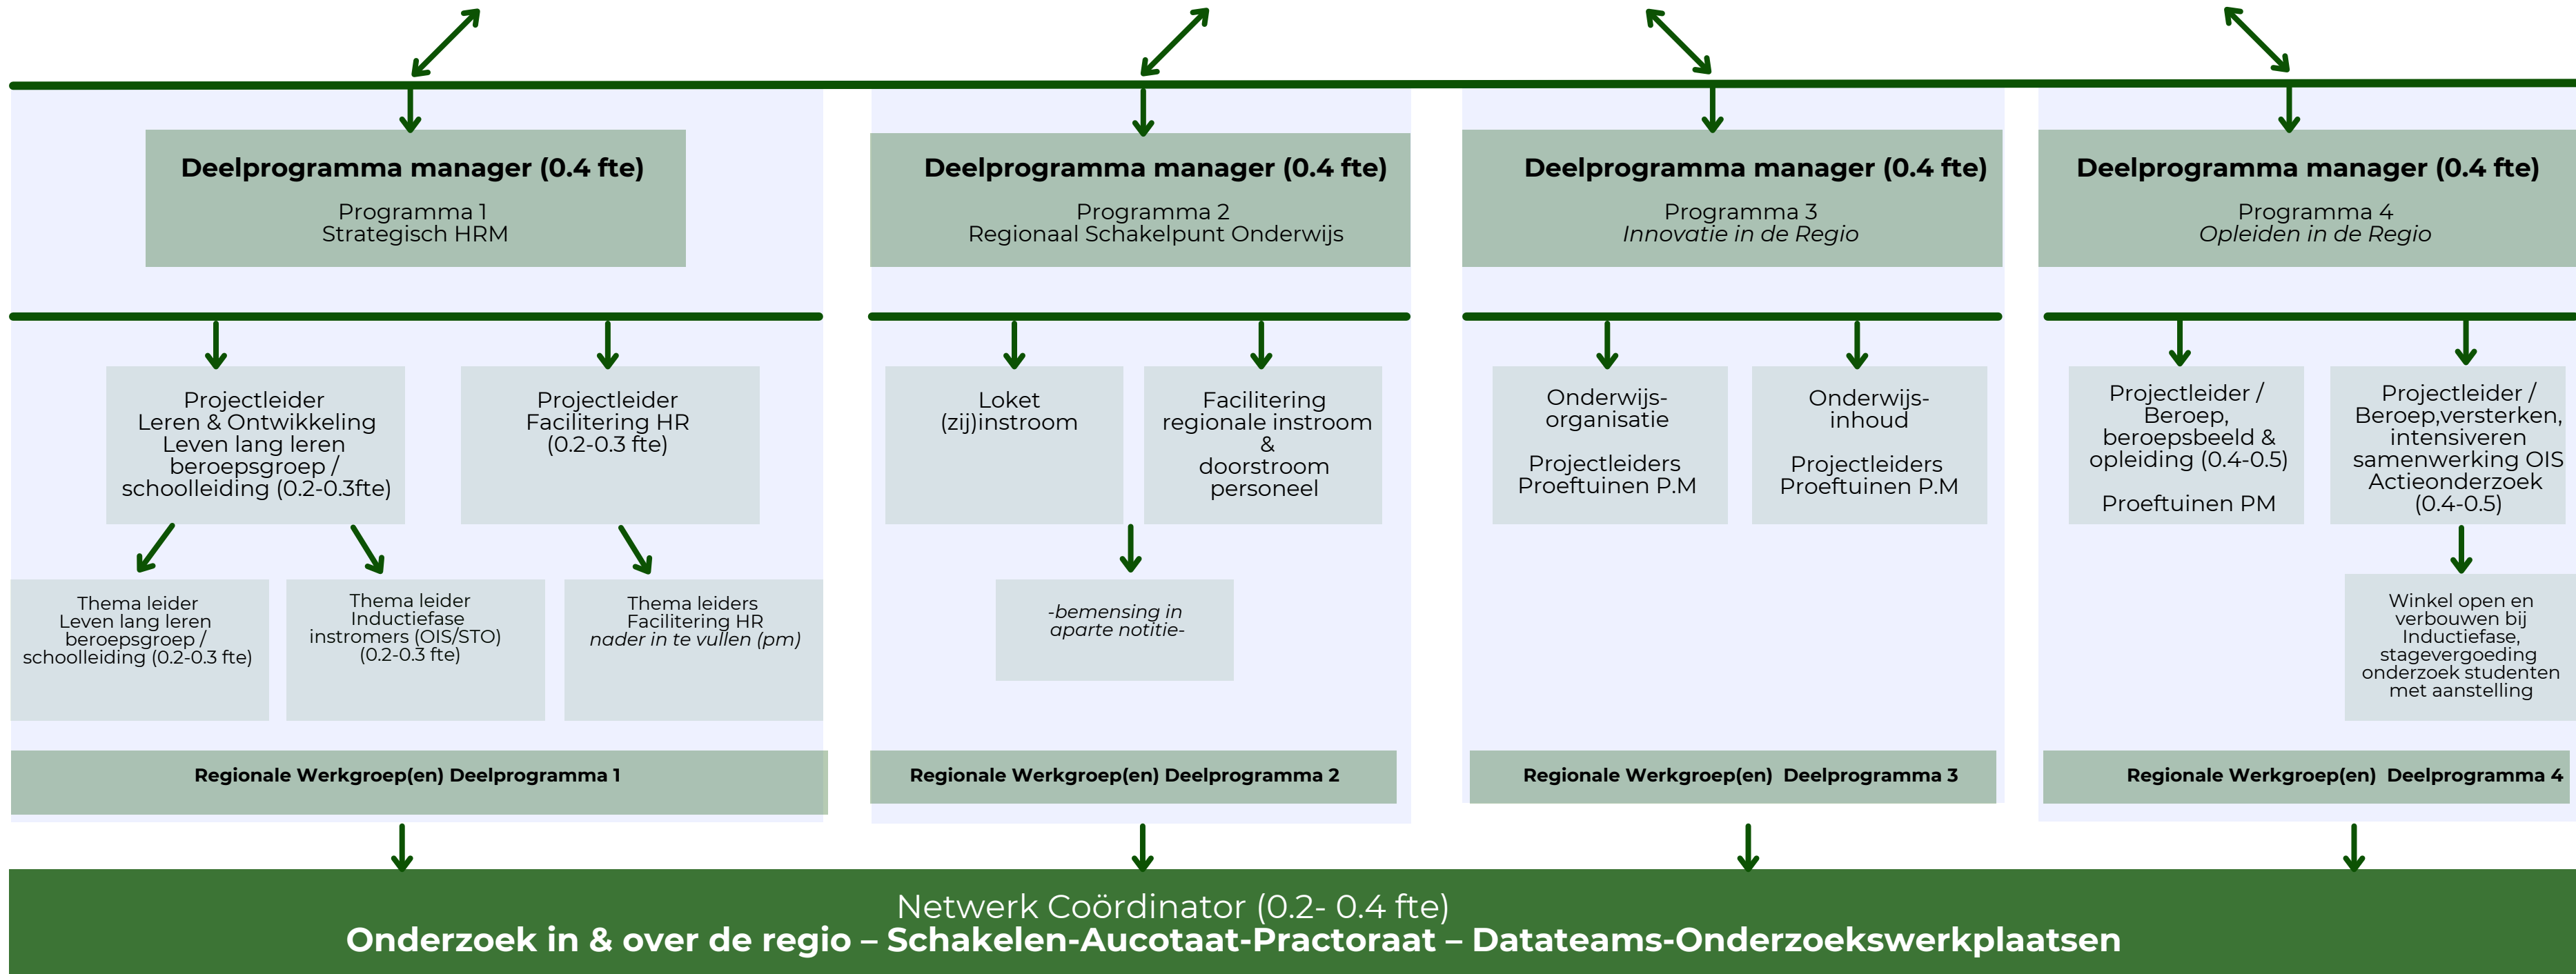 Deelprogramma manager (0.4 fte)
Programma 1
Strategisch HRM
Deelprogramma manager (0.4 fte)
Programma 2
Regionaal Schakelpunt Onderwijs
Deelprogramma manager (0.4 fte)
Programma 3
Innovatie in de Regio
Deelprogramma manager (0.4 fte)
Programma 4
Opleiden in de Regio
Projectleider
Leren & Ontwikkeling
Leven lang leren
beroepsgroep /
schoolleiding (0.2-0.3fte)
Projectleider
Facilitering HR
(0.2-0.3 fte)
Loket
(zij)instroom
Facilitering
regionale instroom
&
doorstroom
personeel
Onderwijs-
organisatie
Projectleiders
Proeftuinen P.M
Onderwijs-
inhoud
Projectleiders
Proeftuinen P.M
Projectleider /
Beroep,
beroepsbeeld &
opleiding (0.4-0.5)
Proeftuinen PM
Projectleider /
Beroep,versterken,
intensiveren
samenwerking OIS
Actieonderzoek
(0.4-0.5)
Thema leider
Leven lang leren
beroepsgroep /
schoolleiding (0.2-0.3 fte)
Thema leider
Inductiefase
instromers (OIS/STO)
(0.2-0.3 fte)
Thema leiders
Facilitering HR
nader in te vullen (pm)
-bemensing in
aparte notitie-
Winkel open en
verbouwen bij
Inductiefase,
stagevergoeding
onderzoek studenten
met aanstelling
Regionale Werkgroep(en) Deelprogramma 1
Regionale Werkgroep(en) Deelprogramma 2
Regionale Werkgroep(en) Deelprogramma 3
Regionale Werkgroep(en) Deelprogramma 4
Netwerk Coördinator (0.2- 0.4 fte)
Onderzoek in & over de regio – Schakelen-Aucotaat-Practoraat – Datateams-Onderzoekswerkplaatsen